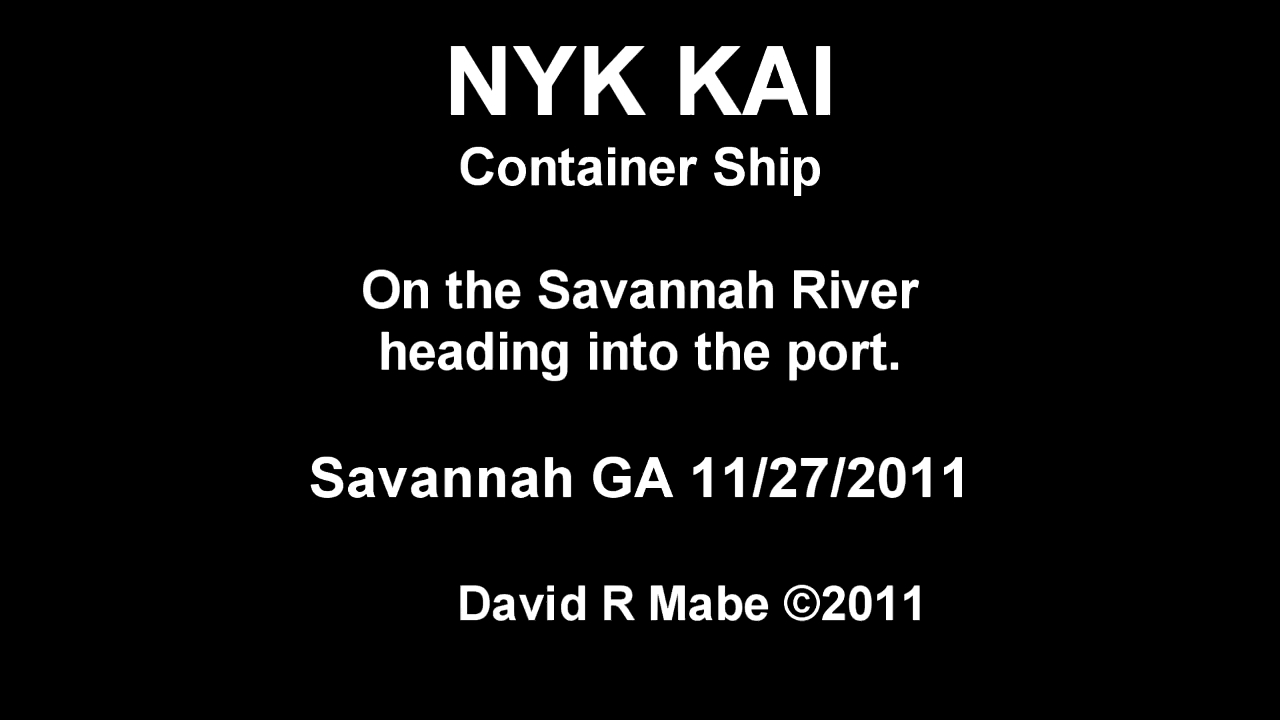 NYK KAI
Container Ship
On the Savannah River
heading into the port.
Savannah GA 11/27/2011
David R Mabe ©2011